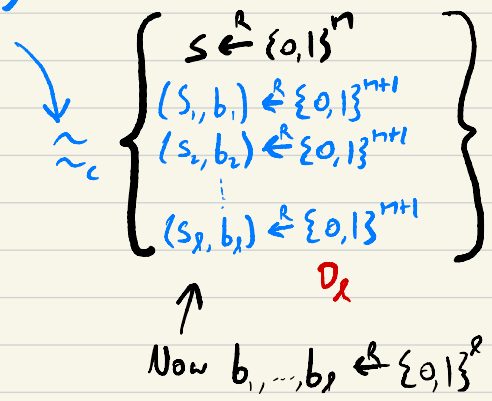 S ←ᴿ {0,1}ⁿ
(S₁,b₁) ←ᴿ {0,1}ⁿ⁺¹
≈c
(S₂,b₂) ←ᴿ {0,1}ⁿ⁺¹
⋮
(Sₗ,bₗ) ←ᴿ {0,1}ⁿ⁺¹
Dₗ
Now b₁,...,bₗ ←ᴿ {0,1}ˡ